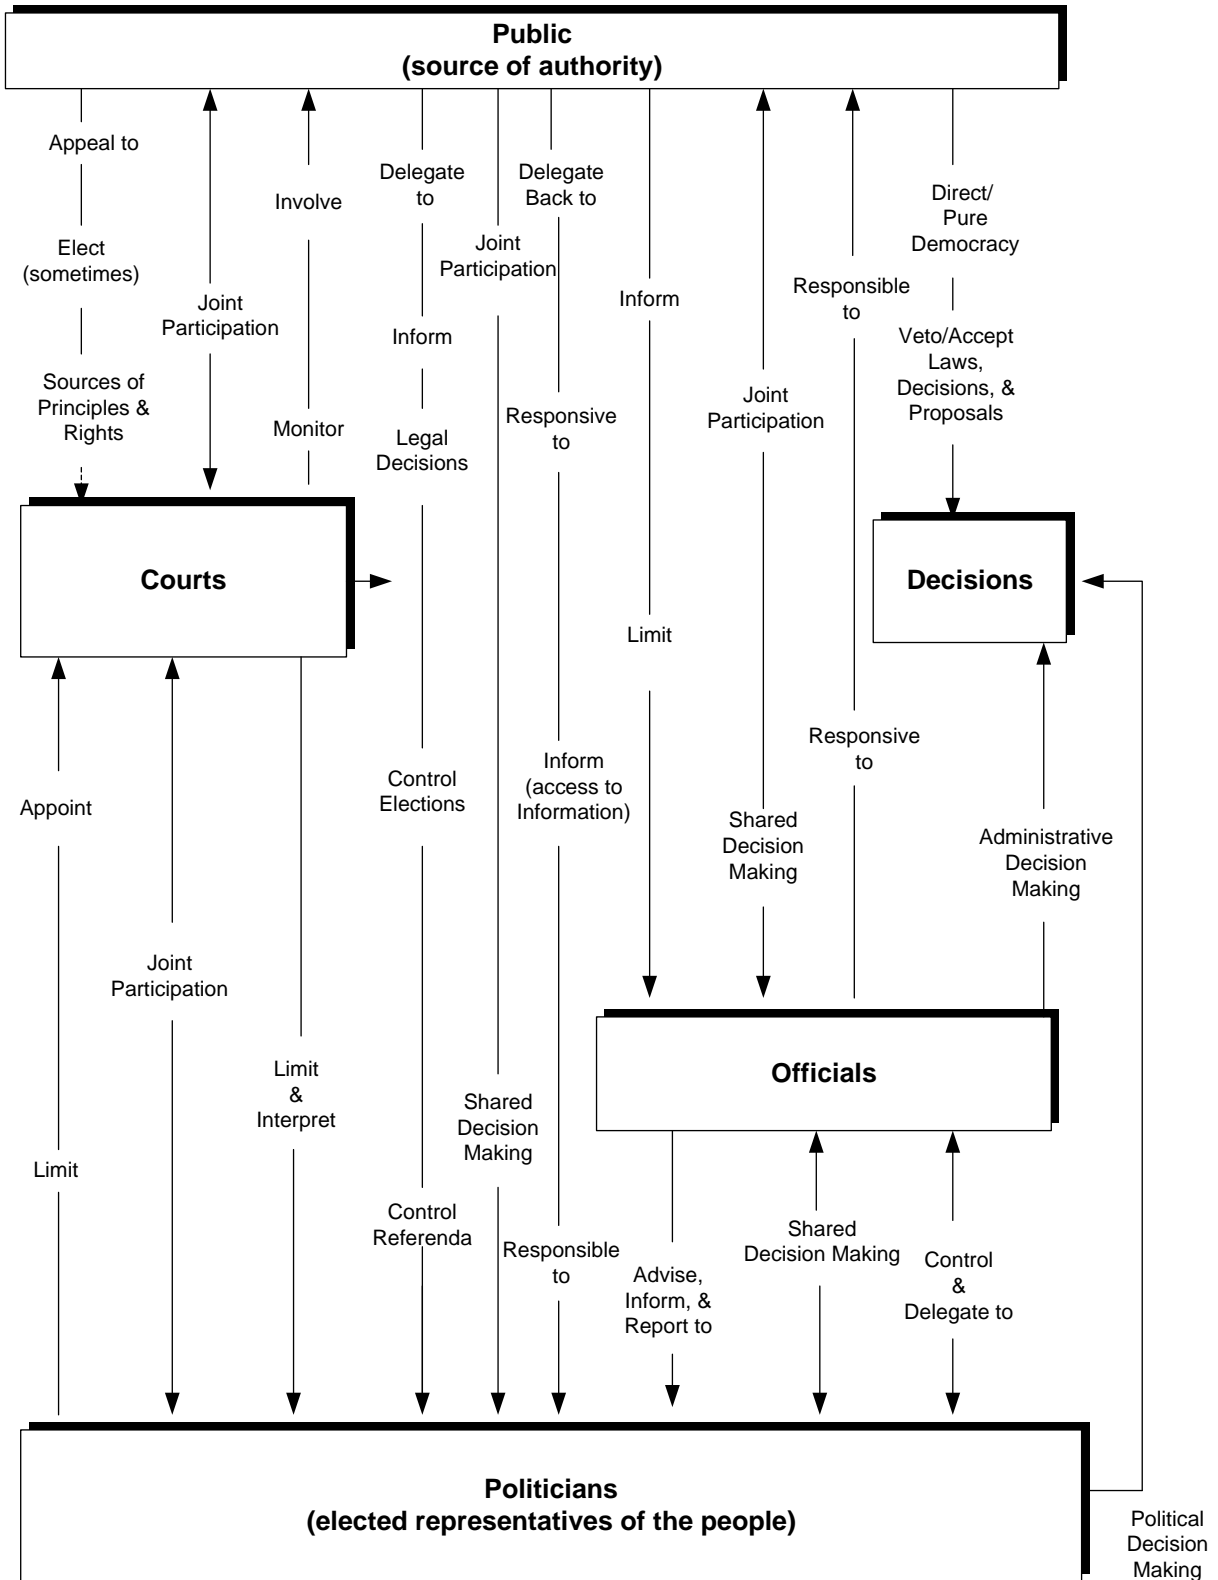 Public
(source of authority)
Appeal to
Elect
(sometimes)
Sources of
Principles &
Rights
Joint
Participation
Involve
Monitor
Delegate
to
Inform
Legal
Decisions
Control
Elections
Control
Referenda
Joint
Participation
Shared
Decision
Making
Delegate
Back to
Responsive
to
Inform
(access to
Information)
Responsible
to
Inform
Limit
Joint
Participation
Shared
Decision
Making
Responsible
to
Responsive
to
Direct/
Pure
Democracy
Veto/Accept
Laws,
Decisions, &
Proposals
Courts
Decisions
Appoint
Limit
Joint
Participation
Limit
&
Interpret
Administrative
Decision
Making
Officials
Advise,
Inform, &
Report to
Shared
Decision Making
Control
&
Delegate to
Politicians
(elected representatives of the people)
Political
Decision
Making